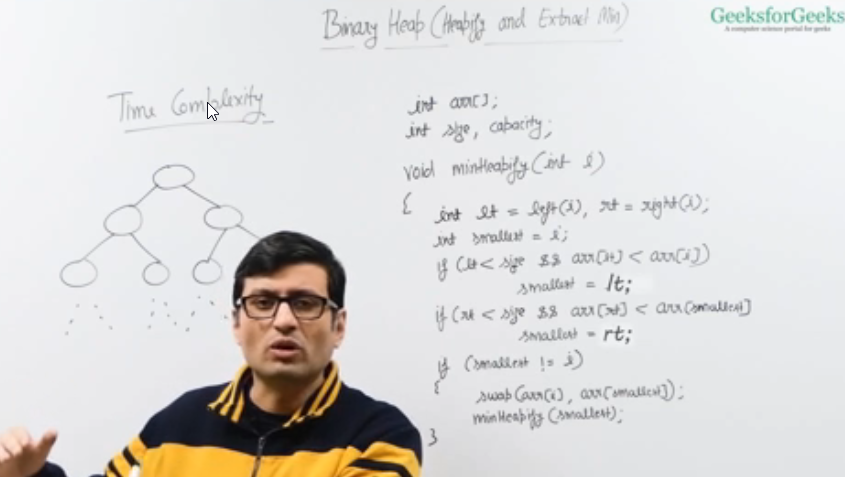 Binary Heap (Heapify and Extract Min)
GeeksforGeeks
A computer science portal for geeks
Time Complexity
int arr[];
int size, capacity;
void minHeapify(int i)
{
int lt = left(i), rt = right(i);
int smallest = i;
if (lt < size && arr[lt] < arr[i])
smallest = lt;
if (rt < size && arr[rt] < arr[smallest]
smallest = rt;
if (smallest != i)
{
swap(arr[i], arr[smallest]);
minHeapify(smallest);
}